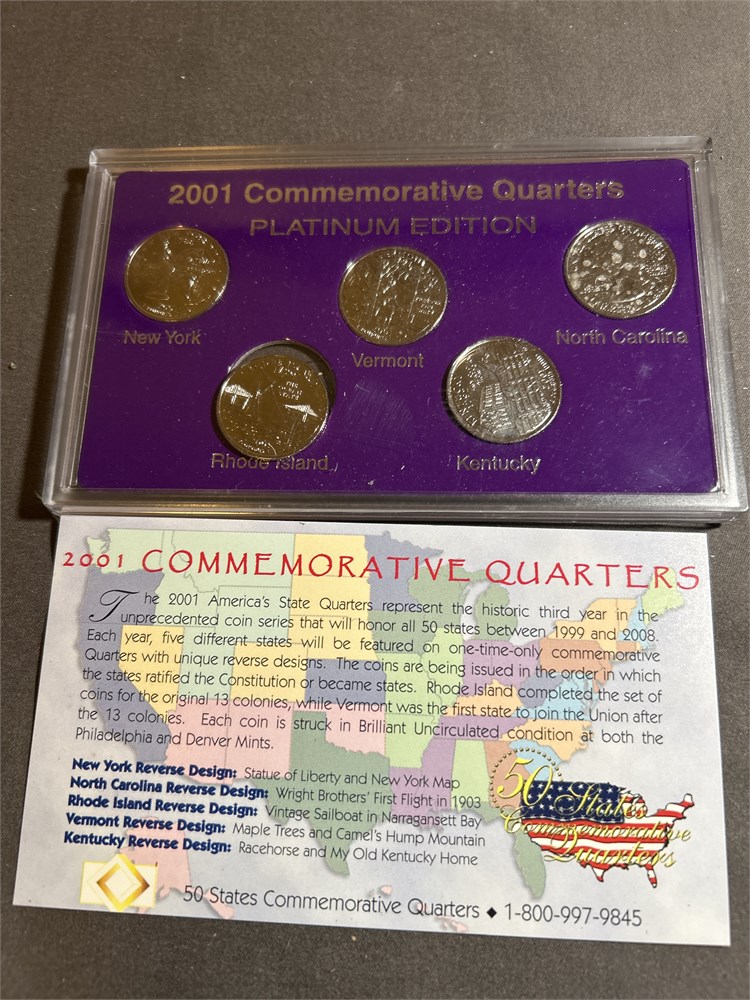 2001 Commemorative Quarters
PLATINUM EDITION
New York
Vermont
North Carolina
Rhode Island
Kentucky
2001 COMMEMORATIVE QUARTERS
The 2001 America's State Quarters represent the historic third year in the
unprecedented coin series that will honor all 50 states between 1999 and 2008.
Each year, five different states will be featured on one-time-only commemorative
Quarters with unique reverse designs. The coins are being issued in the order in which
the states ratified the Constitution or became states. Rhode Island completed the set of
coins for the original 13 colonies, while Vermont was the first state to join the Union after
the 13 colonies. Each coin is struck in Brilliant Uncirculated condition at both the
Philadelphia and Denver Mints.
New York Reverse Design: Statue of Liberty and New York Map
North Carolina Reverse Design: Wright Brothers' First Flight in 1903
Rhode Island Reverse Design: Vintage Sailboat in Narragansett Bay
Vermont Reverse Design: Maple Trees and Camel's Hump Mountain
Kentucky Reverse Design: Racehorse and My Old Kentucky Home
50 States
Commemorative
Quarters
50 States Commemorative Quarters ◆ 1-800-997-9845